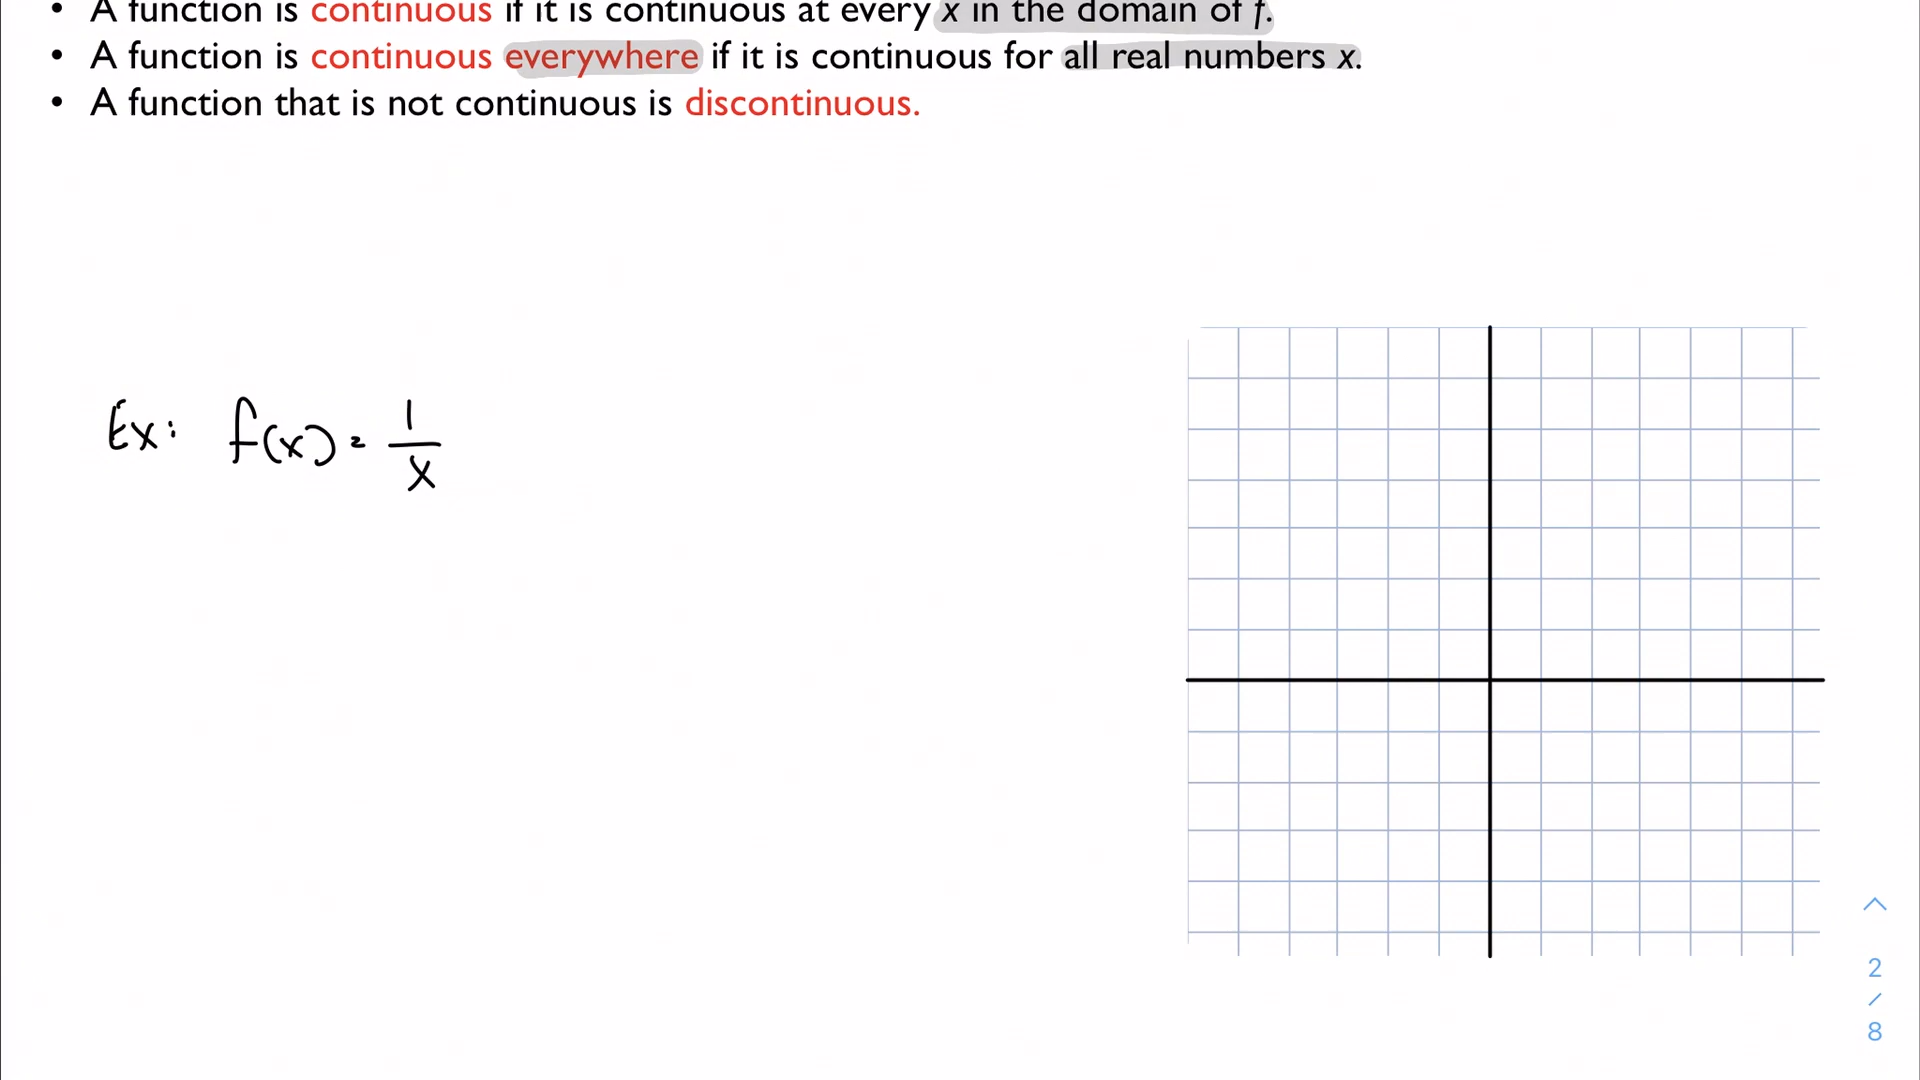 • A function is continuous if it is continuous at every x in the domain of f.
• A function is continuous everywhere if it is continuous for all real numbers x.
• A function that is not continuous is discontinuous.
Ex: f(x) = 1/x
2
/
8